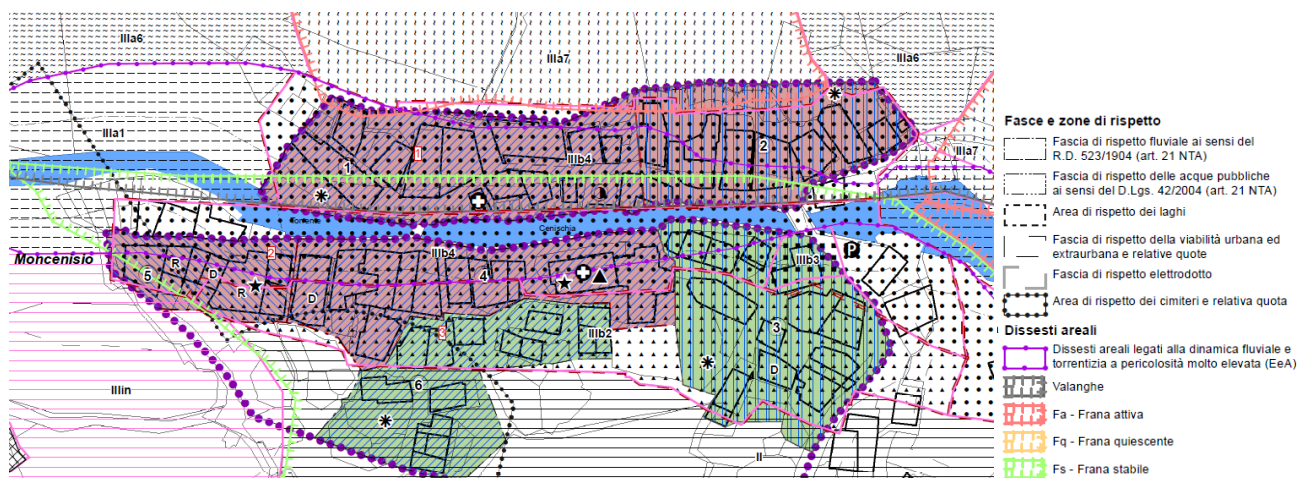 IIIa6
IIIa7
IIIa6
IIIa1
IIIa7
1
1
IIIb4
2
Torrente
Cenischia
Moncenisio
5
R
D
R
2
D
IIIb4
4
IIIb3
P
3
IIIb2
3
D
6
IIIin
II
Fasce e zone di rispetto
Fascia di rispetto fluviale ai sensi del
R.D. 523/1904 (art. 21 NTA)
Fascia di rispetto delle acque pubbliche
ai sensi del D.Lgs. 42/2004 (art. 21 NTA)
Area di rispetto dei laghi
Fascia di rispetto della viabilità urbana ed
extraurbana e relative quote
Fascia di rispetto elettrodotto
Area di rispetto dei cimiteri e relativa quota
Dissesti areali
Dissesti areali legati alla dinamica fluviale e
torrentizia a pericolosità molto elevata (EeA)
Valanghe
Fa - Frana attiva
Fq - Frana quiescente
Fs - Frana stabile